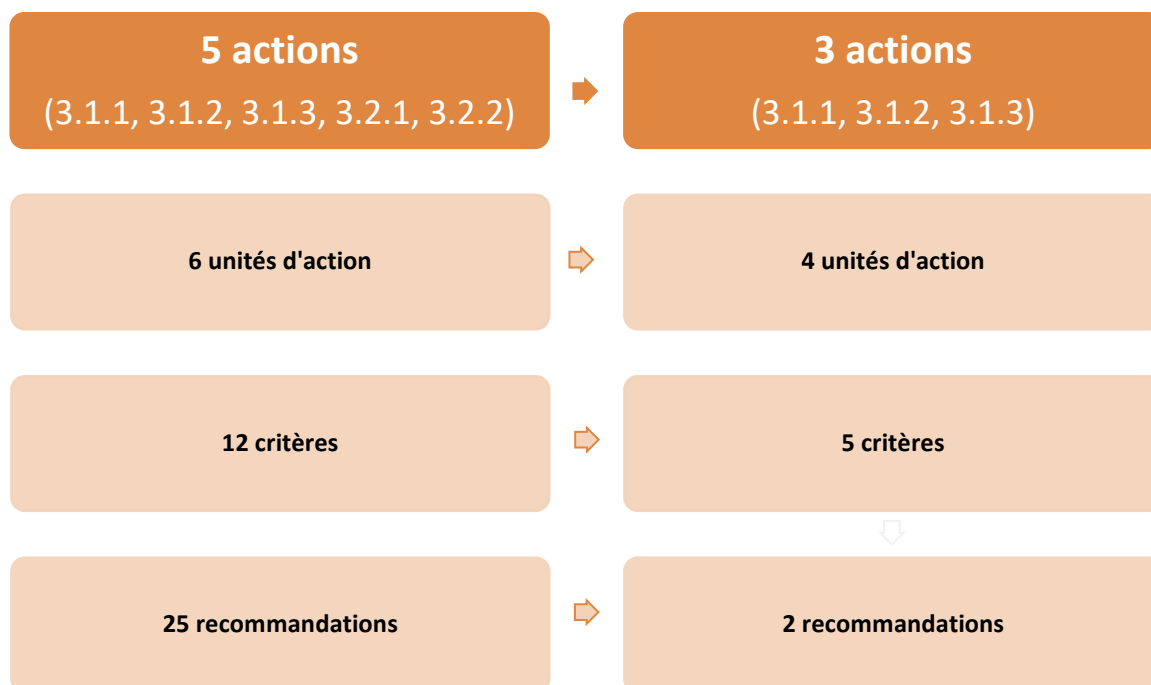 5 actions
(3.1.1, 3.1.2, 3.1.3, 3.2.1, 3.2.2)
3 actions
(3.1.1, 3.1.2, 3.1.3)
6 unités d'action
4 unités d'action
12 critères
5 critères
25 recommandations
2 recommandations